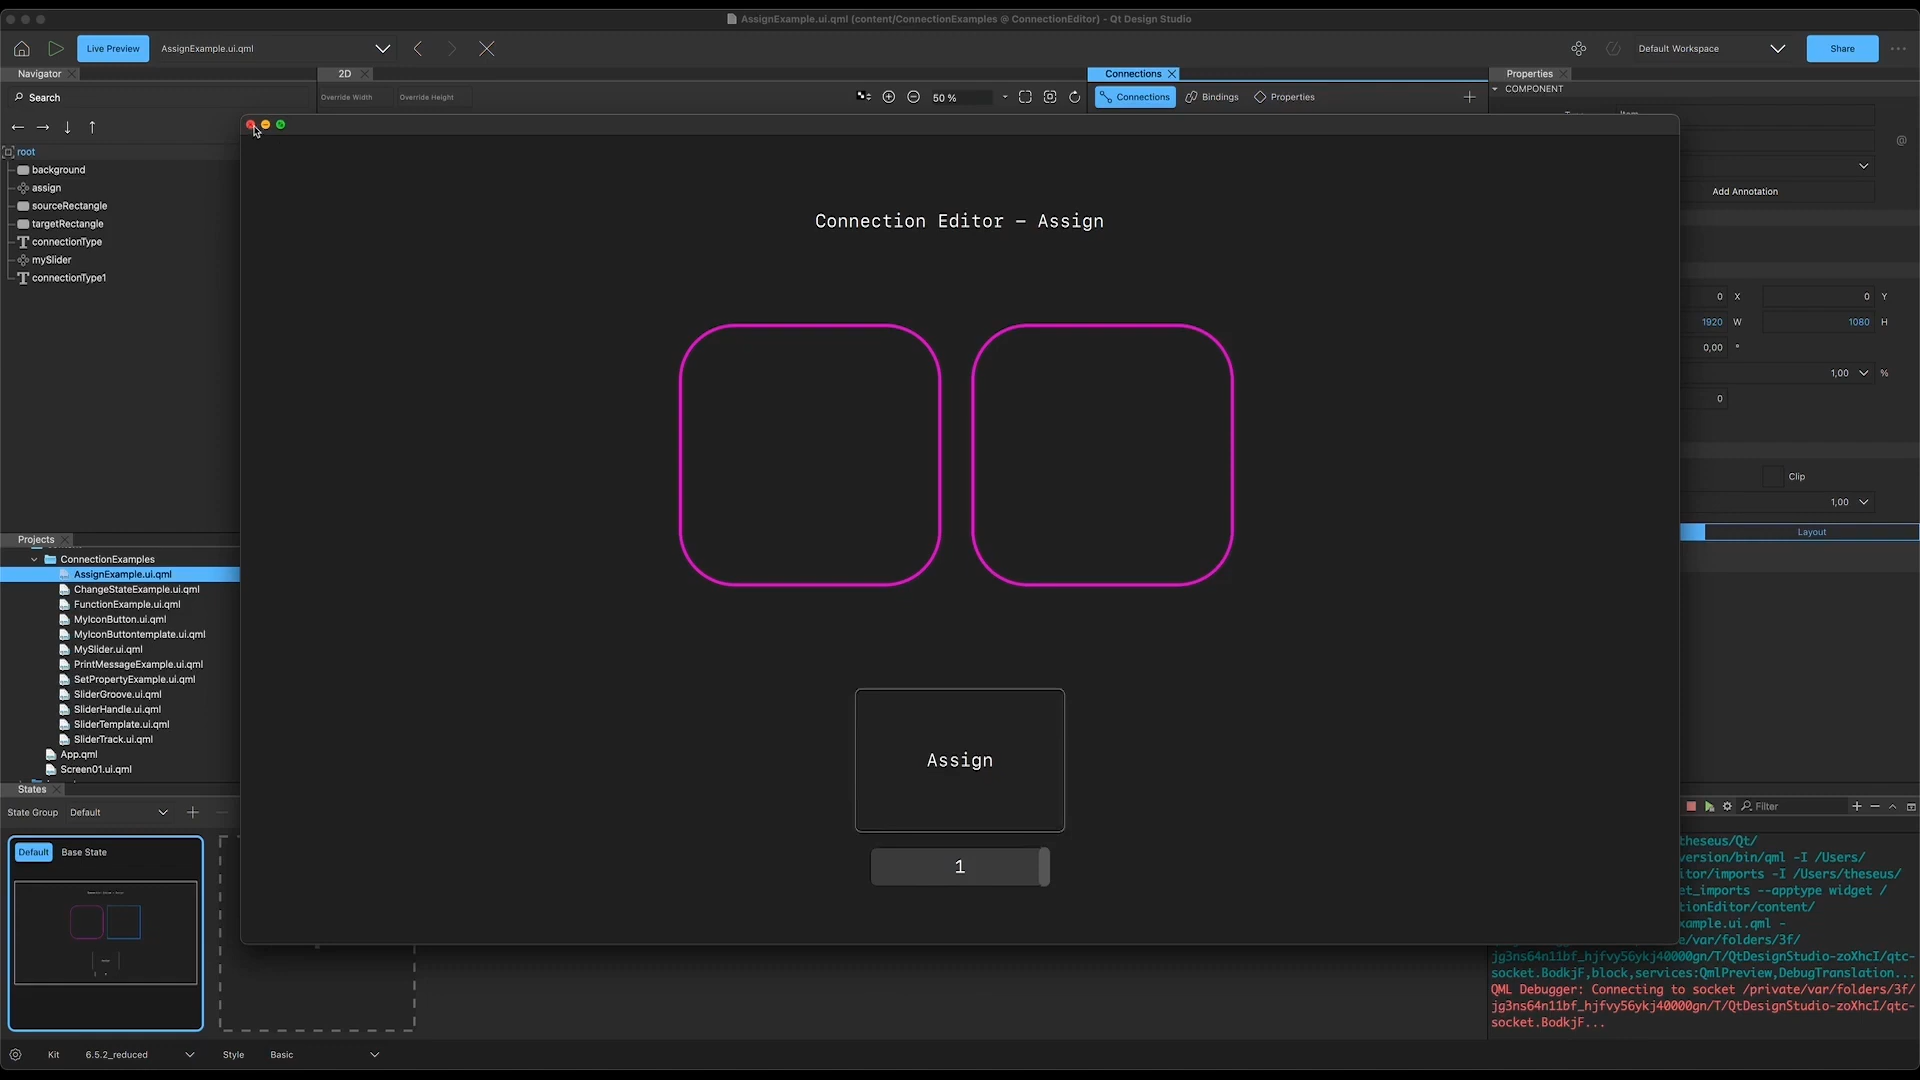 AssignExample.ui.qml (content/ConnectionExamples @ ConnectionEditor) - Qt Design Studio
Live Preview
AssignExample.ui.qml
Default Workspace
Share
Navigator
2D
Connections
Properties
Search
Override Width
Override Height
50 %
Connections
Bindings
Properties
COMPONENT
root
background
assign
sourceRectangle
targetRectangle
connectionType
mySlider
connectionType1
Add Annotation
Connection Editor - Assign
0 X
0 Y
1920 W
1080 H
0,00 °
1,00 %
0
Clip
1,00
Layout
Projects
ConnectionExamples
AssignExample.ui.qml
ChangeStateExample.ui.qml
FunctionExample.ui.qml
MyIconButton.ui.qml
MyIconButtontemplate.ui.qml
MySlider.ui.qml
PrintMessageExample.ui.qml
SetPropertyExample.ui.qml
SliderGroove.ui.qml
SliderHandle.ui.qml
SliderTemplate.ui.qml
SliderTrack.ui.qml
App.qml
Screen01.ui.qml
Assign
1
States
State Group
Default
Default
Base State
Filter
theseus/Qt/
version/bin/qml -I /Users/
itor/imports -I /Users/theseus/
et_imports --apptype widget /
tionEditor/content/
xample.ui.qml -
e/var/folders/3f/
jg3ns64n11bf_hjfvy56ykj40000gn/T/QtDesignStudio-zoXhcI/qtc-
socket.BodkjF,block,services:QmlPreview,DebugTranslation...
QML Debugger: Connecting to socket /private/var/folders/3f/
jg3ns64n11bf_hjfvy56ykj40000gn/T/QtDesignStudio-zoXhcI/qtc-
socket.BodkjF...
Kit
6.5.2_reduced
Style
Basic